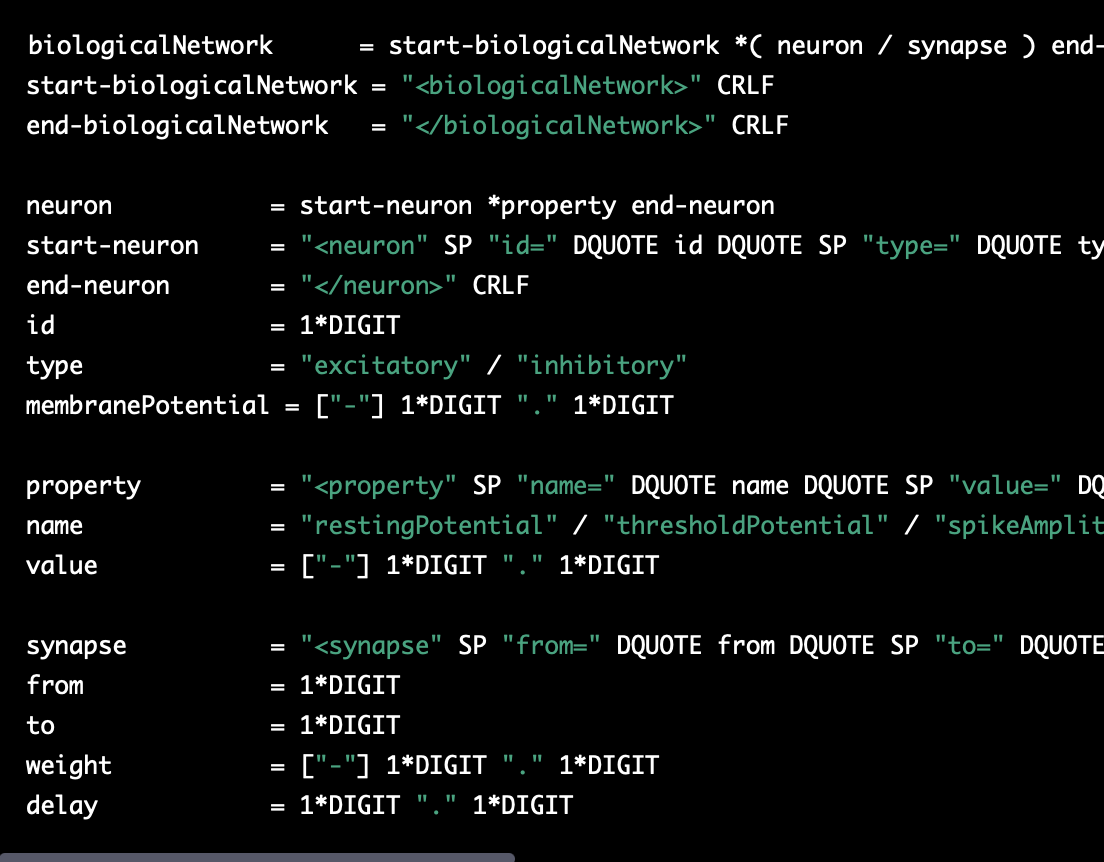 biologicalNetwork      = start-biologicalNetwork *( neuron / synapse ) end-
start-biologicalNetwork = "<biologicalNetwork>" CRLF
end-biologicalNetwork   = "</biologicalNetwork>" CRLF
neuron           = start-neuron *property end-neuron
start-neuron     = "<neuron" SP "id=" DQUOTE id DQUOTE SP "type=" DQUOTE ty
end-neuron       = "</neuron>" CRLF
id               = 1*DIGIT
type             = "excitatory" / "inhibitory"
membranePotential = ["-"] 1*DIGIT "." 1*DIGIT
property         = "<property" SP "name=" DQUOTE name DQUOTE SP "value=" DQ
name             = "restingPotential" / "thresholdPotential" / "spikeAmplit
value            = ["-"] 1*DIGIT "." 1*DIGIT
synapse          = "<synapse" SP "from=" DQUOTE from DQUOTE SP "to=" DQUOTE
from             = 1*DIGIT
to               = 1*DIGIT
weight           = ["-"] 1*DIGIT "." 1*DIGIT
delay            = 1*DIGIT "." 1*DIGIT